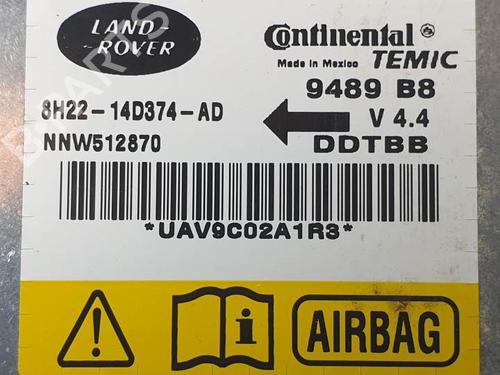 LAND-
ROVER
Continental
TEMIC
Made in Mexico
9489 B8
8H22-14D374-AD
V 4.4
NNW512870
DDTBB
*UAV9C02A1R3*
i
AIRBAG